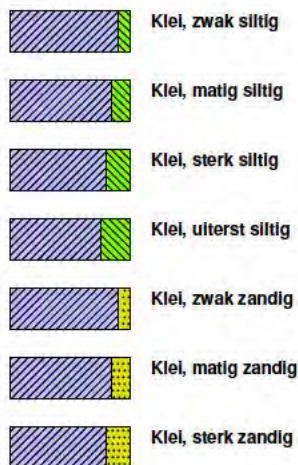 Klei, zwak siltig
Klei, matig siltig
Klei, sterk siltig
Klei, uiterst siltig
Klei, zwak zandig
Klei, matig zandig
Klei, sterk zandig